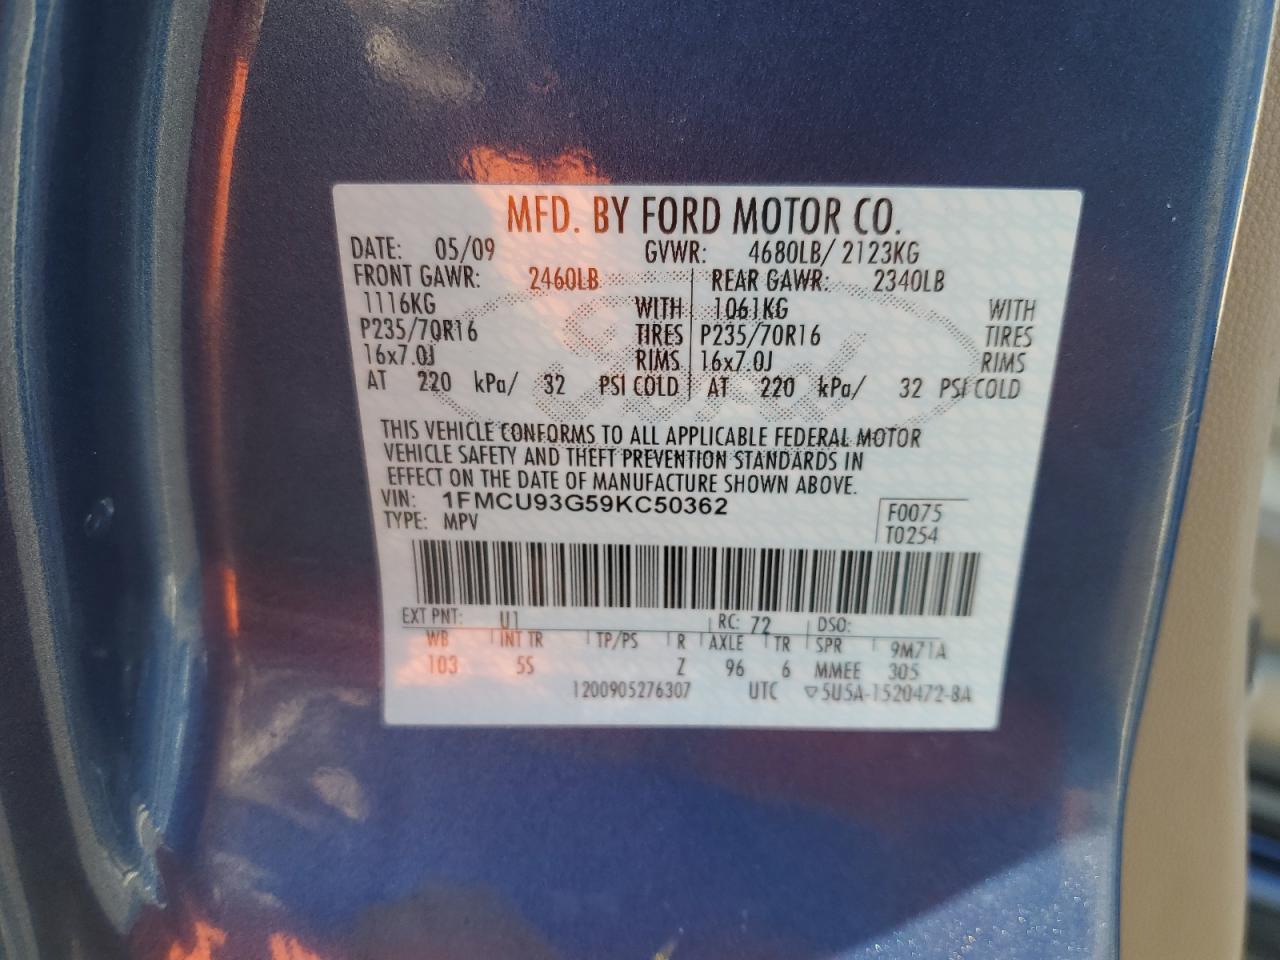 MFD. BY FORD MOTOR CO.
DATE: 05/09 GVWR: 4680LB/ 2123KG
FRONT GAWR: 2460LB REAR GAWR: 2340LB
1116KG WITH 1061KG WITH
P235/70R16 TIRES P235/70R16 TIRES
16x7.0J RIMS 16x7.0J RIMS
AT 220 kPa/ 32 PSI COLD AT 220 kPa/ 32 PSI COLD
THIS VEHICLE CONFORMS TO ALL APPLICABLE FEDERAL MOTOR
VEHICLE SAFETY AND THEFT PREVENTION STANDARDS IN
EFFECT ON THE DATE OF MANUFACTURE SHOWN ABOVE.
VIN: 1FMCU93G59KC50362 F0075
TYPE: MPV T0254
EXT PNT: U1 RC: 72 DSO:
WB INT TR TP/PS R AXLE TR SPR 9M71A
103 5S Z 96 6 MMEE 305
1200905276307 UTC ▽5U5A-1520472-8A